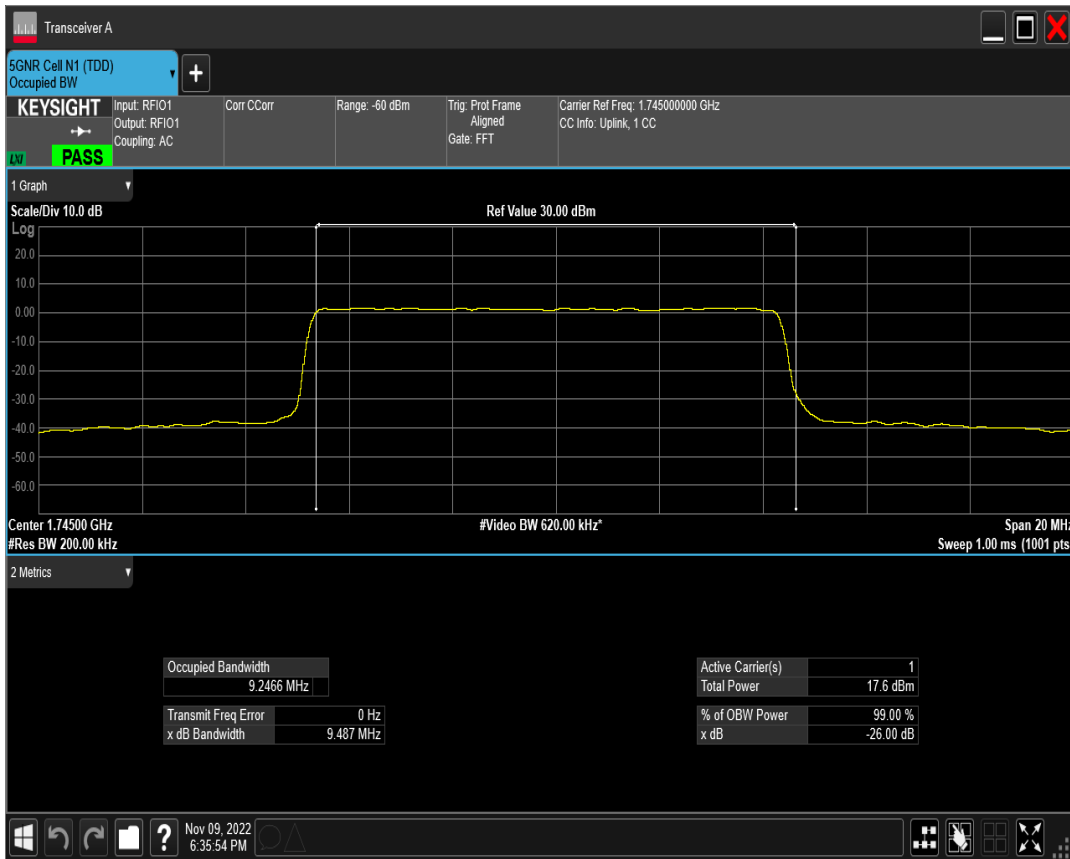 Transceiver A
5GNR Cell N1 (TDD)
Occupied BW
+
KEYSIGHT
LXI
PASS
Input: RFIO1
Output: RFIO1
Coupling: AC
Corr CCorr
Range: -60 dBm
Trig: Prot Frame
Aligned
Gate: FFT
Carrier Ref Freq: 1.745000000 GHz
CC Info: Uplink, 1 CC
1 Graph
Scale/Div 10.0 dB
Ref Value 30.00 dBm
Log
20.0
10.0
0.00
-10.0
-20.0
-30.0
-40.0
-50.0
-60.0
Center 1.74500 GHz
#Video BW 620.00 kHz*
Span 20 MHz
#Res BW 200.00 kHz
Sweep 1.00 ms (1001 pts
2 Metrics
Occupied Bandwidth
9.2466 MHz
Transmit Freq Error 0 Hz
x dB Bandwidth 9.487 MHz
Active Carrier(s) 1
Total Power 17.6 dBm
% of OBW Power 99.00 %
x dB -26.00 dB
?
Nov 09, 2022
6:35:54 PM